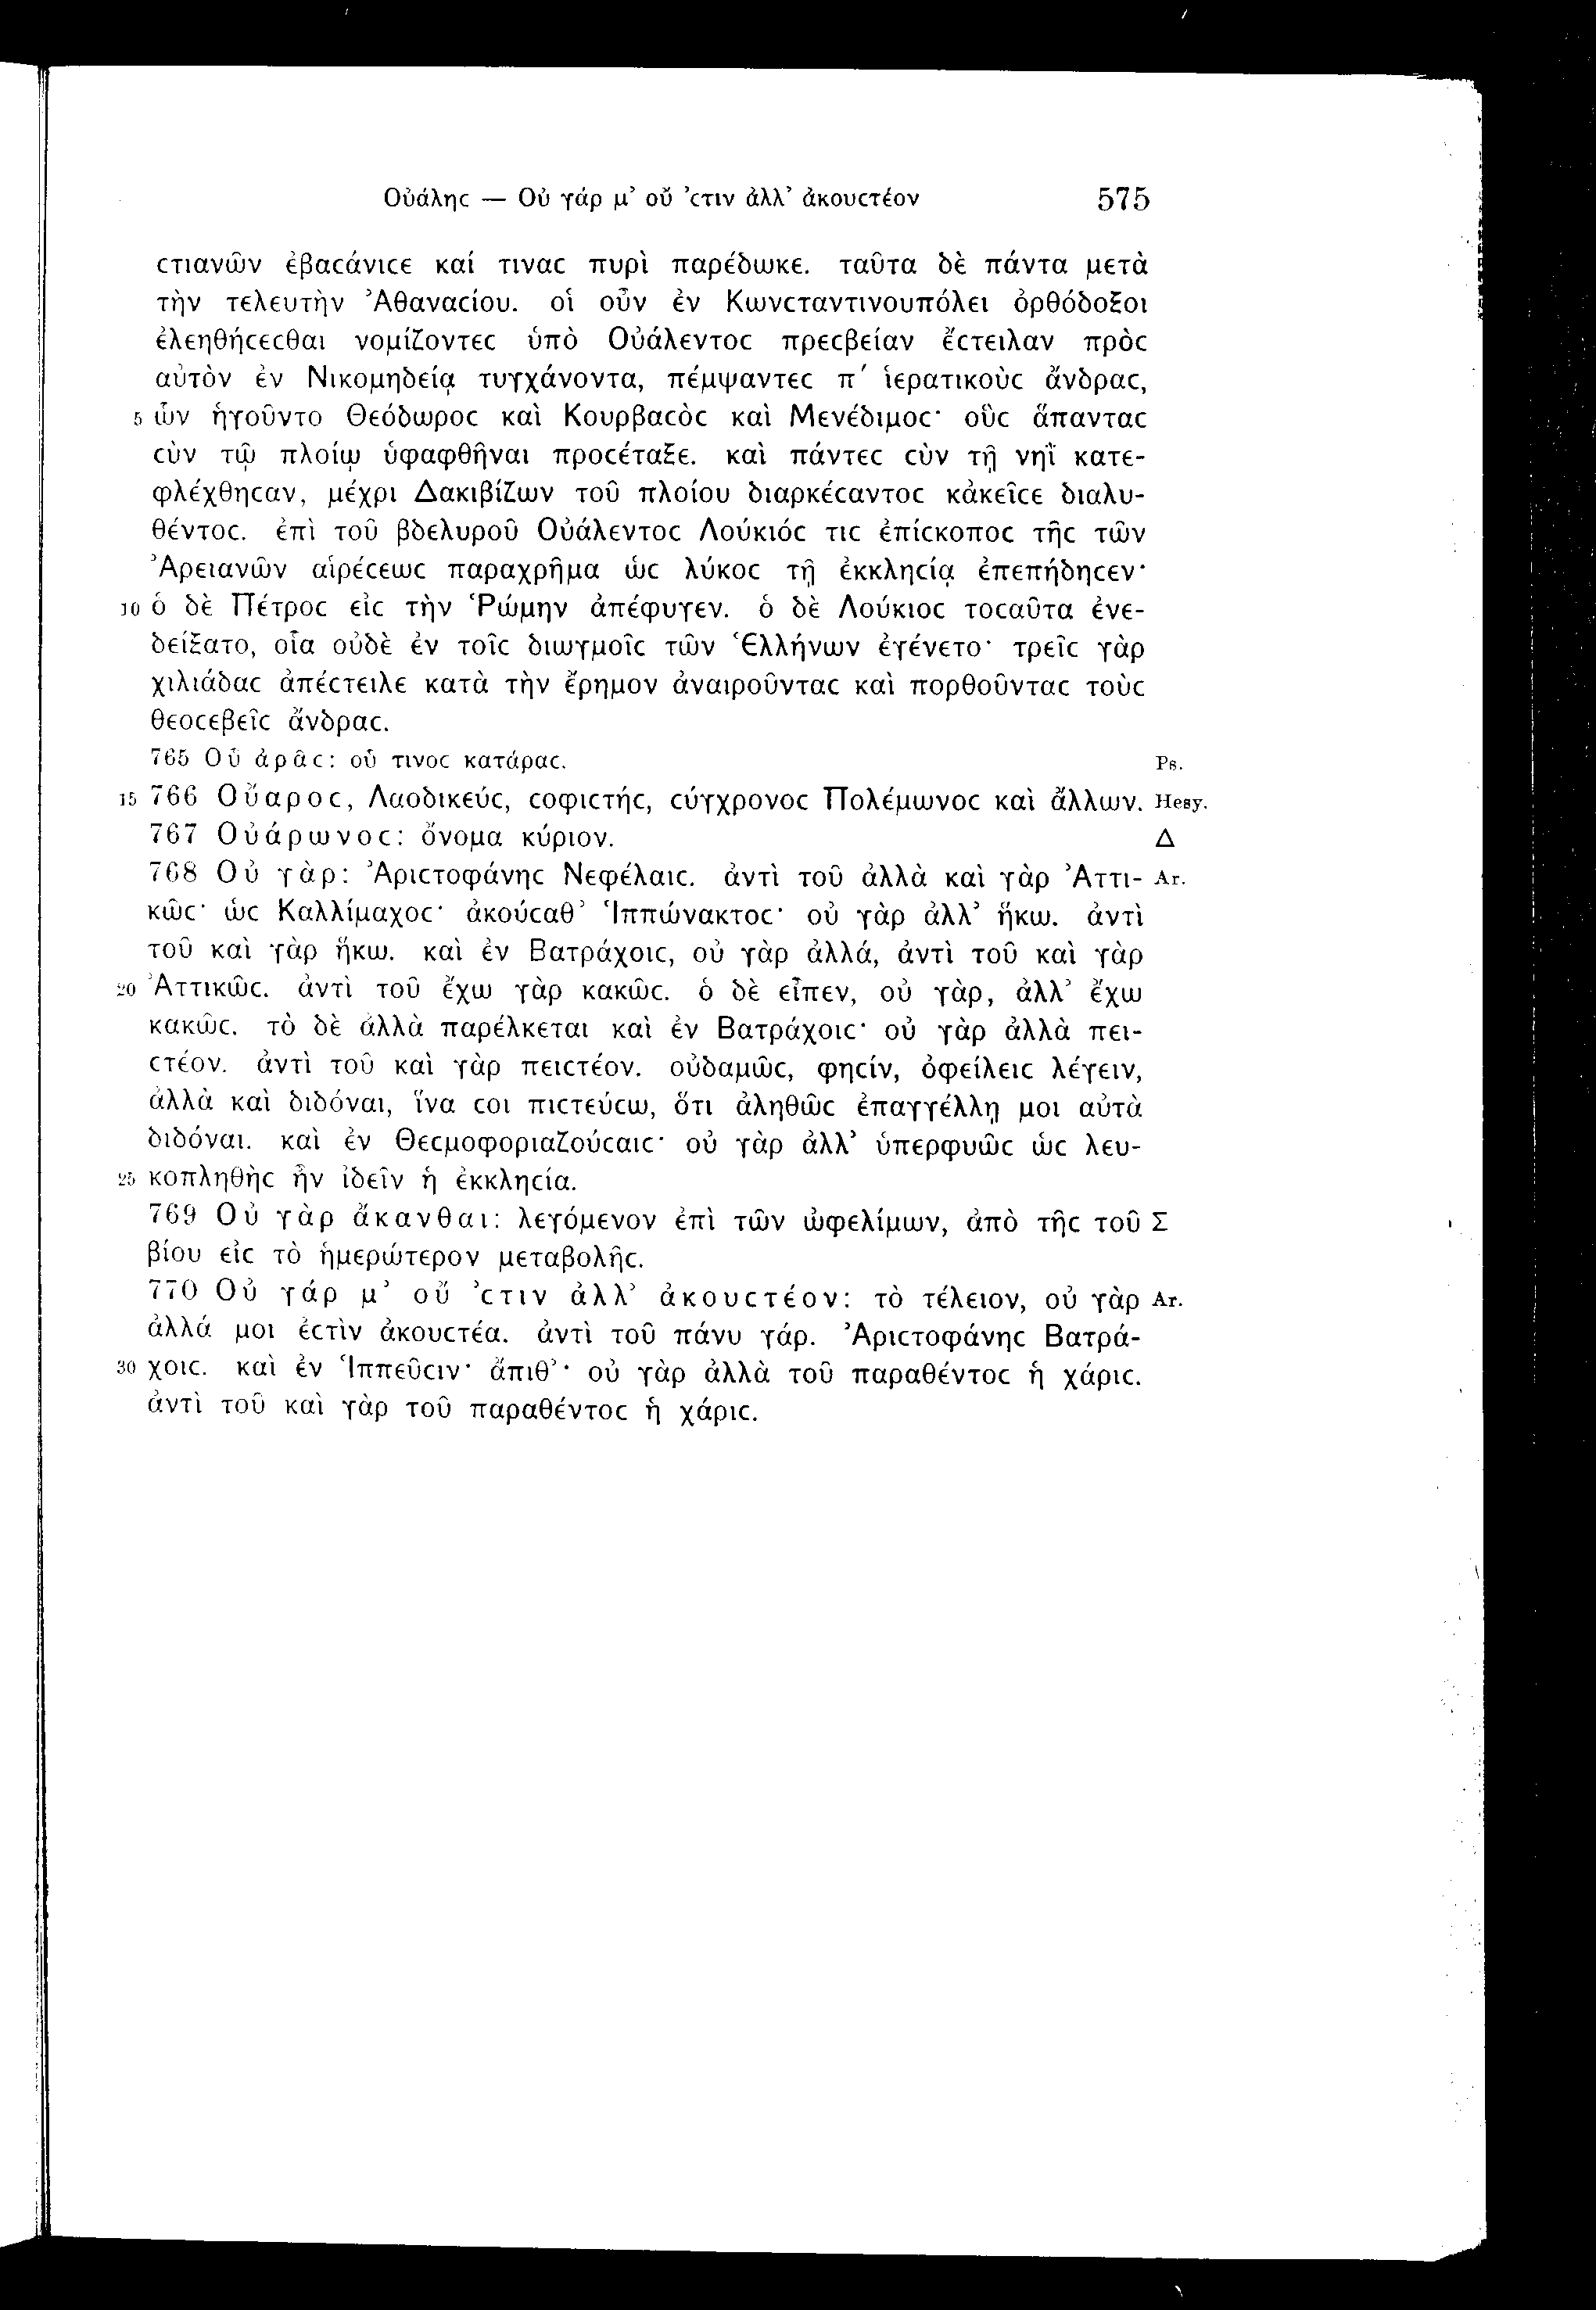 Οὐάληϲ — Οὐ γάρ μ’ οὔ ’ϲτιν ἀλλ’ ἀκουϲτέον 575
ϲτιανῶν ἐβαϲάνιϲε καί τιναϲ πυρὶ παρέδωκε. ταῦτα δὲ πάντα μετὰ
τὴν τελευτὴν Ἀθαναϲίου. οἱ οὖν ἐν Κωνϲταντινουπόλει ὀρθόδοξοι
ἐλεηθήϲεϲθαι νομίζοντεϲ ὑπὸ Οὐάλεντοϲ πρεϲβείαν ἔϲτειλαν πρὸϲ
αὐτὸν ἐν Νικομηδείᾳ τυγχάνοντα, πέμψαντεϲ π′ ἱερατικοὺϲ ἄνδραϲ,
5 ὧν ἡγοῦντο Θεόδωροϲ καὶ Κουρβαϲὸϲ καὶ Μενέδιμοϲ· οὓϲ ἅπανταϲ
ϲὺν τῷ πλοίῳ ὑφαφθῆναι προϲέταξε. καὶ πάντεϲ ϲὺν τῇ νηῒ κατε-
φλέχθηϲαν, μέχρι Δακιβίζων τοῦ πλοίου διαρκέϲαντοϲ κἀκεῖϲε διαλυ-
θέντοϲ. ἐπὶ τοῦ βδελυροῦ Οὐάλεντοϲ Λούκιόϲ τιϲ ἐπίϲκοποϲ τῆϲ τῶν
Ἀρειανῶν αἱρέϲεωϲ παραχρῆμα ὡϲ λύκοϲ τῇ ἐκκληϲίᾳ ἐπεπήδηϲεν·
10 ὁ δὲ Πέτροϲ εἰϲ τὴν Ῥώμην ἀπέφυγεν. ὁ δὲ Λούκιοϲ τοϲαῦτα ἐνε-
δείξατο, οἷα οὐδὲ ἐν τοῖϲ διωγμοῖϲ τῶν Ἑλλήνων ἐγένετο· τρεῖϲ γὰρ
χιλιάδαϲ ἀπέϲτειλε κατὰ τὴν ἔρημον ἀναιροῦνταϲ καὶ πορθοῦνταϲ τοὺϲ
θεοϲεβεῖϲ ἄνδραϲ.
765 Οὗ ἀρᾶϲ: οὗ τινοϲ κατάραϲ. Ps.
15 766 Οὔαροϲ, Λαοδικεύϲ, ϲοφιϲτήϲ, ϲύγχρονοϲ Πολέμωνοϲ καὶ ἄλλων. Hesy.
767 Οὐάρωνοϲ: ὄνομα κύριον. Δ
768 Οὐ γὰρ: Ἀριϲτοφάνηϲ Νεφέλαιϲ. ἀντὶ τοῦ ἀλλὰ καὶ γὰρ Ἀττι- Ar.
κῶϲ· ὡϲ Καλλίμαχοϲ· ἀκούϲαθ’ Ἱππώνακτοϲ· οὐ γὰρ ἀλλ’ ἥκω. ἀντὶ
τοῦ καὶ γὰρ ἥκω. καὶ ἐν Βατράχοιϲ, οὐ γὰρ ἀλλά, ἀντὶ τοῦ καὶ γὰρ
20 Ἀττικῶϲ. ἀντὶ τοῦ ἔχω γὰρ κακῶϲ. ὁ δὲ εἶπεν, οὐ γὰρ, ἀλλ’ ἔχω
κακῶϲ. τὸ δὲ ἀλλὰ παρέλκεται καὶ ἐν Βατράχοιϲ· οὐ γὰρ ἀλλὰ πει-
ϲτέον. ἀντὶ τοῦ καὶ γὰρ πειϲτέον. οὐδαμῶϲ, φηϲίν, ὀφείλειϲ λέγειν,
ἀλλὰ καὶ διδόναι, ἵνα ϲοι πιϲτεύϲω, ὅτι ἀληθῶϲ ἐπαγγέλλῃ μοι αὐτὰ
διδόναι. καὶ ἐν Θεϲμοφοριαζούϲαιϲ· οὐ γὰρ ἀλλ’ ὑπερφυῶϲ ὡϲ λευ-
25 κοπληθὴϲ ἦν ἰδεῖν ἡ ἐκκληϲία.
769 Οὐ γὰρ ἄκανθαι: λεγόμενον ἐπὶ τῶν ὠφελίμων, ἀπὸ τῆϲ τοῦ Σ
βίου εἰϲ τὸ ἡμερώτερον μεταβολῆϲ.
770 Οὐ γάρ μ’ οὔ ’ϲτιν ἀλλ’ ἀκουϲτέον: τὸ τέλειον, οὐ γὰρ Ar.
ἀλλά μοι ἐϲτὶν ἀκουϲτέα. ἀντὶ τοῦ πάνυ γάρ. Ἀριϲτοφάνηϲ Βατρά-
30 χοιϲ. καὶ ἐν Ἱππεῦϲιν· ἄπιθ’· οὐ γὰρ ἀλλὰ τοῦ παραθέντοϲ ἡ χάριϲ.
ἀντὶ τοῦ καὶ γὰρ τοῦ παραθέντοϲ ἡ χάριϲ.